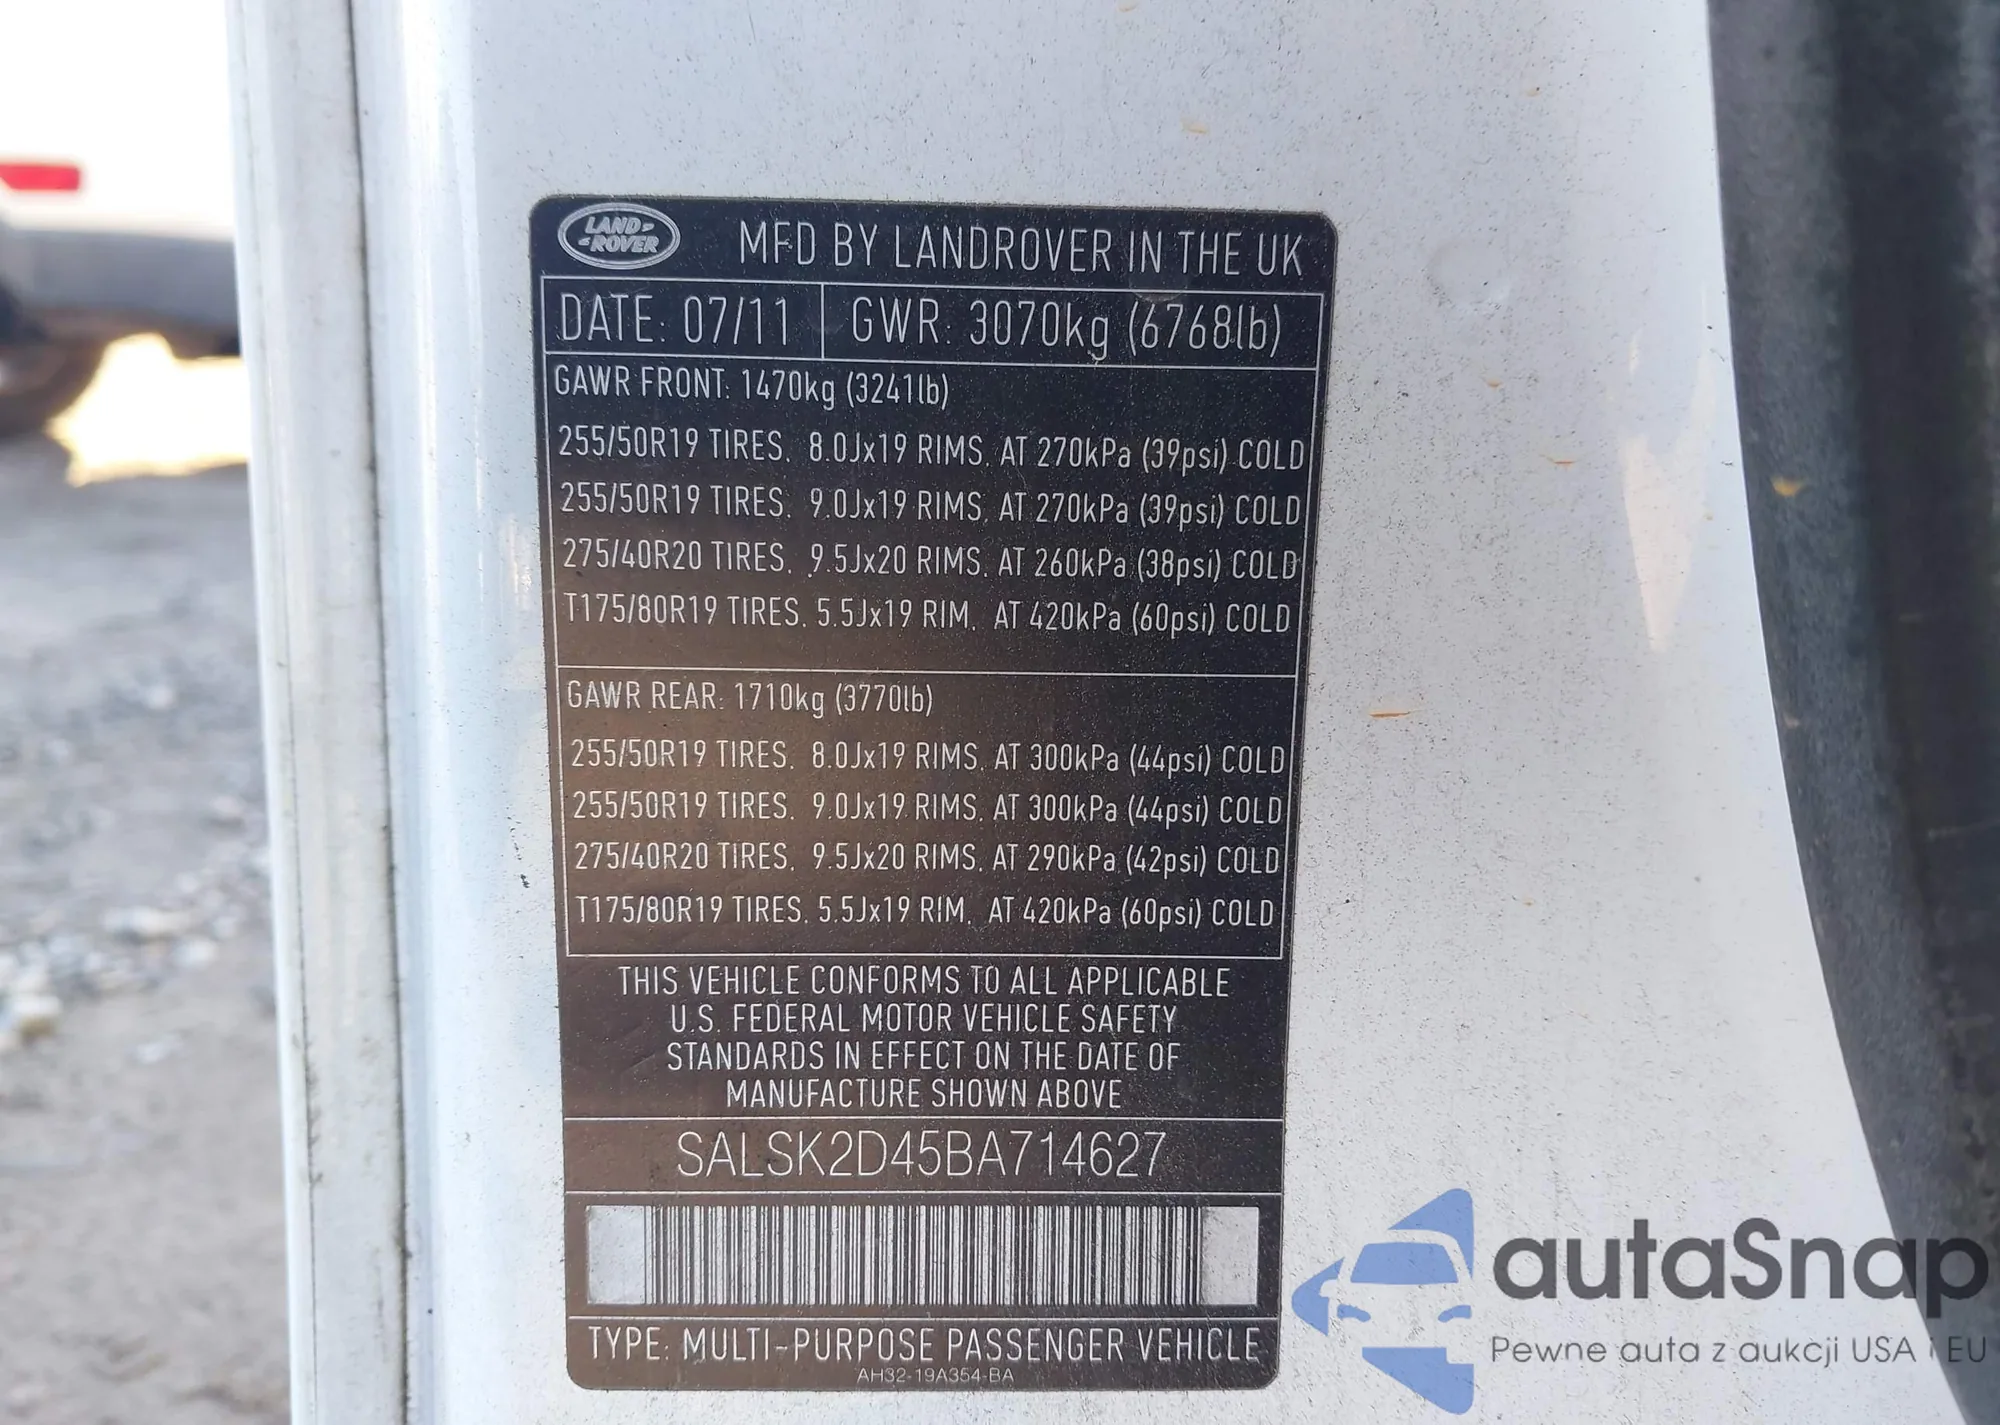 LAND-
-ROVER
MFD BY LANDROVER IN THE UK
DATE: 07/11
GWR: 3070kg (6768lb)
GAWR FRONT: 1470kg (3241lb)
255/50R19 TIRES, 8.0Jx19 RIMS, AT 270kPa (39psi) COLD
255/50R19 TIRES, 9.0Jx19 RIMS, AT 270kPa (39psi) COLD
275/40R20 TIRES, 9.5Jx20 RIMS, AT 260kPa (38psi) COLD
T175/80R19 TIRES, 5.5Jx19 RIM, AT 420kPa (60psi) COLD
GAWR REAR: 1710kg (3770lb)
255/50R19 TIRES, 8.0Jx19 RIMS, AT 300kPa (44psi) COLD
255/50R19 TIRES, 9.0Jx19 RIMS, AT 300kPa (44psi) COLD
275/40R20 TIRES, 9.5Jx20 RIMS, AT 290kPa (42psi) COLD
T175/80R19 TIRES, 5.5Jx19 RIM, AT 420kPa (60psi) COLD
THIS VEHICLE CONFORMS TO ALL APPLICABLE
U.S. FEDERAL MOTOR VEHICLE SAFETY
STANDARDS IN EFFECT ON THE DATE OF
MANUFACTURE SHOWN ABOVE
SALSK2D45BA714627
TYPE: MULTI-PURPOSE PASSENGER VEHICLE
AH32-19A354-BA
autaSnap
Pewne auta z aukcji USA i EU